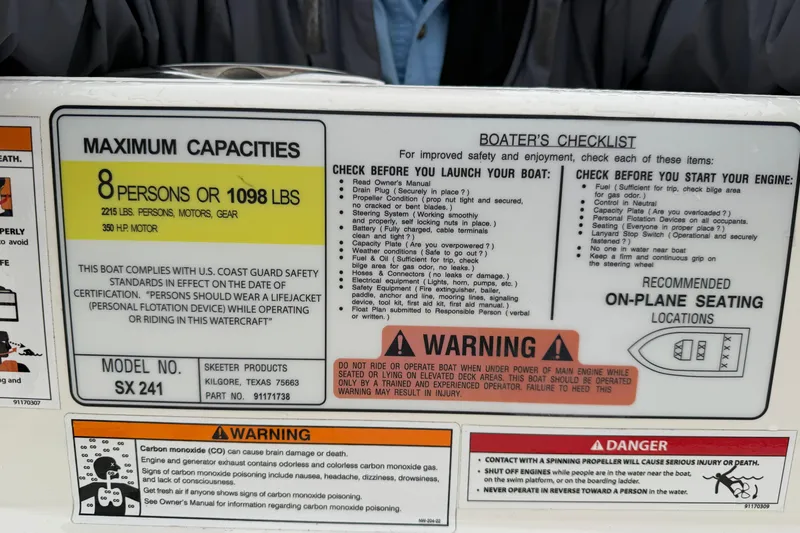 EATH.
PERLY
to avoid
FE
ng and
91170307
MAXIMUM CAPACITIES
8 PERSONS OR 1098 LBS
2215 LBS. PERSONS, MOTORS, GEAR
350 H.P. MOTOR
THIS BOAT COMPLIES WITH U.S. COAST GUARD SAFETY
STANDARDS IN EFFECT ON THE DATE OF
CERTIFICATION. "PERSONS SHOULD WEAR A LIFEJACKET
(PERSONAL FLOTATION DEVICE) WHILE OPERATING
OR RIDING IN THIS WATERCRAFT"
MODEL NO.
SX 241
SKEETER PRODUCTS
KILGORE, TEXAS 75663
PART NO. 91171738
BOATER'S CHECKLIST
For improved safety and enjoyment, check each of these items:
CHECK BEFORE YOU LAUNCH YOUR BOAT:
• Read Owner's Manual
• Drain Plug (Securely in place?)
• Propeller Condition (prop nut tight and secured,
no cracked or bent blades.)
• Steering System (Working smoothly
and properly, self locking nuts in place.)
• Battery (Fully charged, cable terminals
clean and tight?)
• Capacity Plate (Are you overpowered?)
• Weather conditions (Safe to go out?)
• Fuel & Oil (Sufficient for trip, check
bilge area for gas odor, no leaks.)
• Hoses & Connectors (no leaks or damage.)
• Electrical equipment (Lights, horn, pumps, etc.)
• Safety Equipment (Fire extinguisher, bailer,
paddle, anchor and line, mooring lines, signaling
device, tool kit, first aid kit, first aid manual.)
• Float Plan submitted to Responsible Person (verbal
or written.)
CHECK BEFORE YOU START YOUR ENGINE:
• Fuel (Sufficient for trip, check bilge area
for gas odor.)
• Control in Neutral
• Capacity Plate (Are you overloaded?)
• Personal Flotation Devices on all occupants.
• Seating (Everyone in proper place?)
• Lanyard Stop Switch (Operational and securely
fastened?)
• No one in water near boat
• Keep a firm and continuous grip on
the steering wheel
RECOMMENDED
ON-PLANE SEATING
LOCATIONS
X X
X X
X X X X
WARNING
DO NOT RIDE OR OPERATE BOAT WHEN UNDER POWER OF MAIN ENGINE WHILE
SEATED OR LYING ON ELEVATED DECK AREAS. THIS BOAT SHOULD BE OPERATED
ONLY BY A TRAINED AND EXPERIENCED OPERATOR. FAILURE TO HEED THIS
WARNING MAY RESULT IN INJURY.
WARNING
Carbon monoxide (CO) can cause brain damage or death.
Engine and generator exhaust contains odorless and colorless carbon monoxide gas.
Signs of carbon monoxide poisoning include nausea, headache, dizziness, drowsiness,
and lack of consciousness.
Get fresh air if anyone shows signs of carbon monoxide poisoning.
See Owner's Manual for information regarding carbon monoxide poisoning.
DANGER
• CONTACT WITH A SPINNING PROPELLER WILL CAUSE SERIOUS INJURY OR DEATH.
• SHUT OFF ENGINES while people are in the water near the boat,
on the swim platform, or on the boarding ladder.
• NEVER OPERATE IN REVERSE TOWARD A PERSON in the water.
91170309